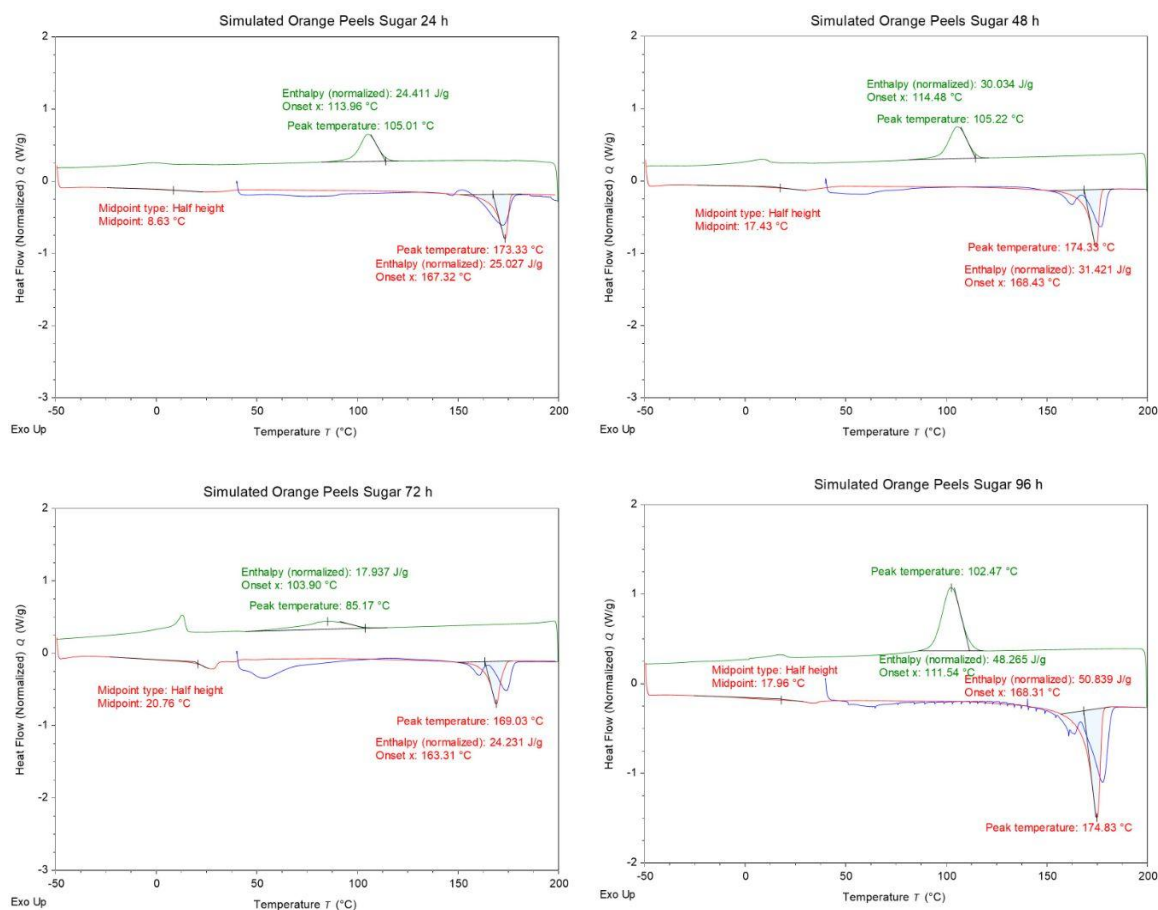 Simulated Orange Peels Sugar 24 h
2
1
0
-1
-2
-3
Heat Flow (Normalized) Q (W/g)
Enthalpy (normalized): 24.411 J/g
Onset x: 113.96 °C
Peak temperature: 105.01 °C
Midpoint type: Half height
Midpoint: 8.63 °C
Peak temperature: 173.33 °C
Enthalpy (normalized): 25.027 J/g
Onset x: 167.32 °C
-50 0 50 100 150 200
Exo Up
Temperature T (°C)
Simulated Orange Peels Sugar 48 h
2
1
0
-1
-2
-3
Heat Flow (Normalized) Q (W/g)
Enthalpy (normalized): 30.034 J/g
Onset x: 114.48 °C
Peak temperature: 105.22 °C
Midpoint type: Half height
Midpoint: 17.43 °C
Peak temperature: 174.33 °C
Enthalpy (normalized): 31.421 J/g
Onset x: 168.43 °C
-50 0 50 100 150 200
Exo Up
Temperature T (°C)
Simulated Orange Peels Sugar 72 h
2
1
0
-1
-2
-3
Heat Flow (Normalized) Q (W/g)
Enthalpy (normalized): 17.937 J/g
Onset x: 103.90 °C
Peak temperature: 85.17 °C
Midpoint type: Half height
Midpoint: 20.76 °C
Peak temperature: 169.03 °C
Enthalpy (normalized): 24.231 J/g
Onset x: 163.31 °C
-50 0 50 100 150 200
Exo Up
Temperature T (°C)
Simulated Orange Peels Sugar 96 h
2
1
0
-1
-2
Heat Flow (Normalized) Q (W/g)
Peak temperature: 102.47 °C
Enthalpy (normalized): 48.265 J/g
Onset x: 111.54 °C
Midpoint type: Half height
Midpoint: 17.96 °C
Enthalpy (normalized): 50.839 J/g
Onset x: 168.31 °C
Peak temperature: 174.83 °C
-50 0 50 100 150 200
Exo Up
Temperature T (°C)